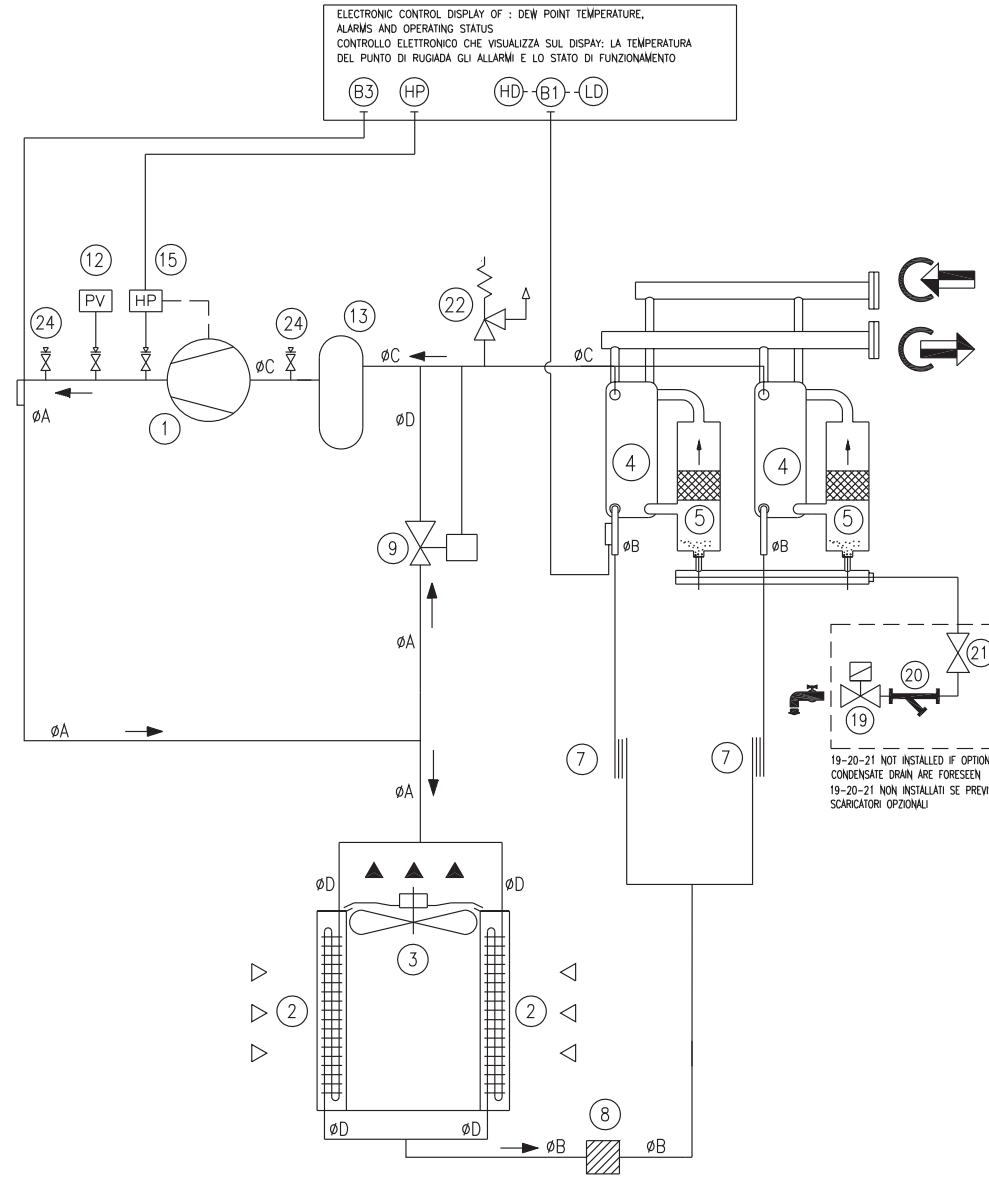 ELECTRONIC CONTROL DISPLAY OF : DEW POINT TEMPERATURE,
ALARMS AND OPERATING STATUS
CONTROLLO ELETTRONICO CHE VISUALIZZA SUL DISPAY: LA TEMPERATURA
DEL PUNTO DI RUGIADA GLI ALLARMI E LO STATO DI FUNZIONAMENTO
B3 HP HD B1 LD
12 15
PV HP
24 24 13 22
øC øC øC
øA
1
øD
4 4
5 5
9
øB øB
øA
21
20
19
øA
7 7
19-20-21 NOT INSTALLED IF OPTION
CONDENSATE DRAIN ARE FORESEEN
19-20-21 NON INSTALLATI SE PREVI
SCARICATORI OPZIONALI
øA
øD øD
3
2 2
8
øD øD
øB øB